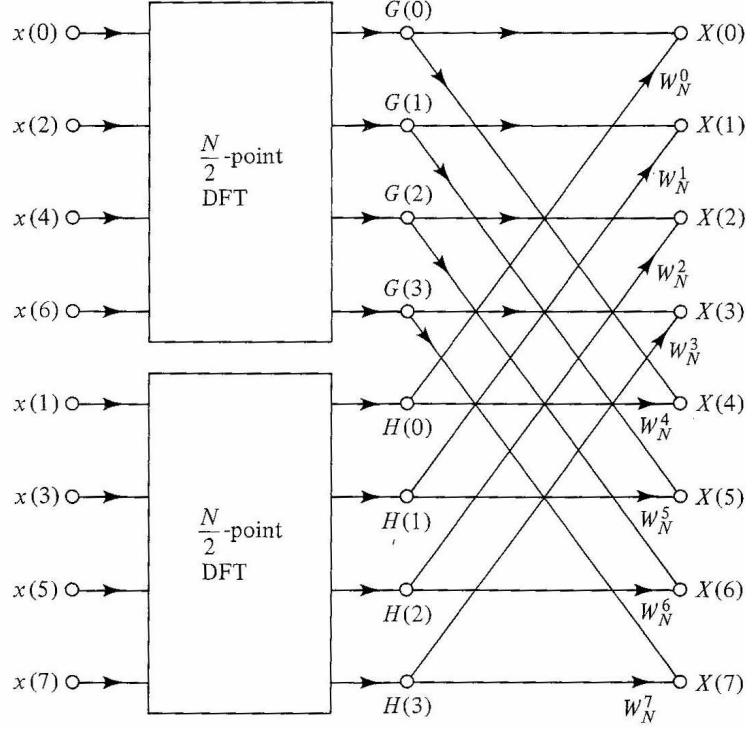 G(0)
x(0) X(0)
W_N^0
G(1)
x(2) X(1)
N/2 -point
DFT
W_N^1
G(2)
x(4) X(2)
W_N^2
G(3)
x(6) X(3)
W_N^3
x(1) X(4)
H(0) W_N^4
x(3) X(5)
H(1) W_N^5
N/2 -point
DFT
x(5) X(6)
H(2) W_N^6
x(7) X(7)
H(3) W_N^7